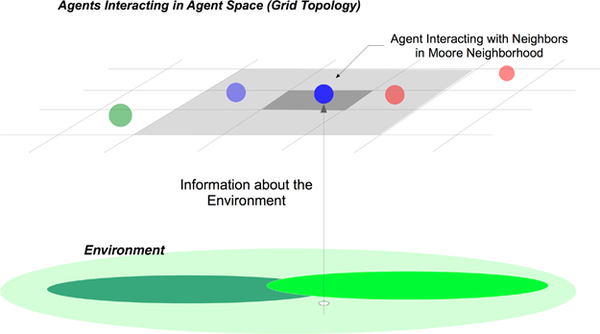 Agents Interacting in Agent Space (Grid Topology)
Agent Interacting with Neighbors
in Moore Neighborhood
Information about the
Environment
Environment